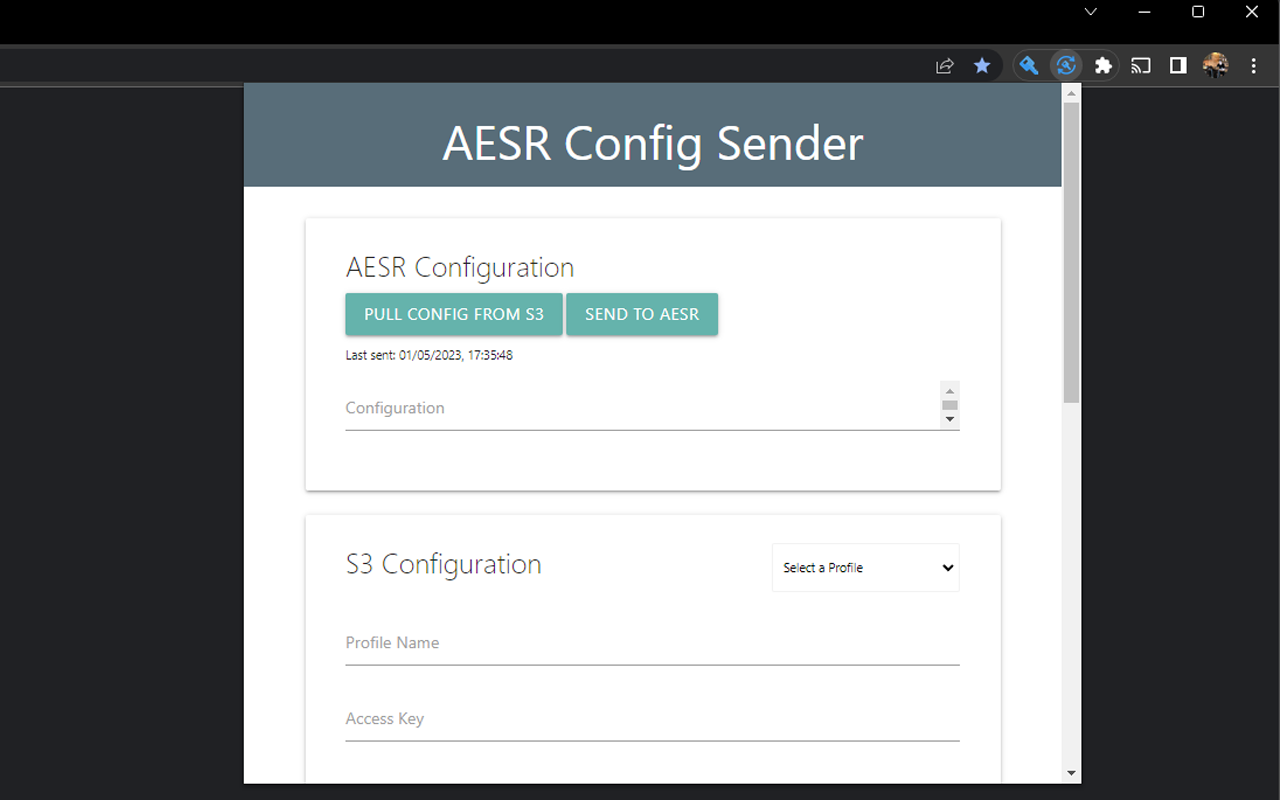 AESR Config Sender
AESR Configuration
PULL CONFIG FROM S3 SEND TO AESR
Last sent: 01/05/2023, 17:35:48
Configuration
S3 Configuration
Select a Profile
Profile Name
Access Key